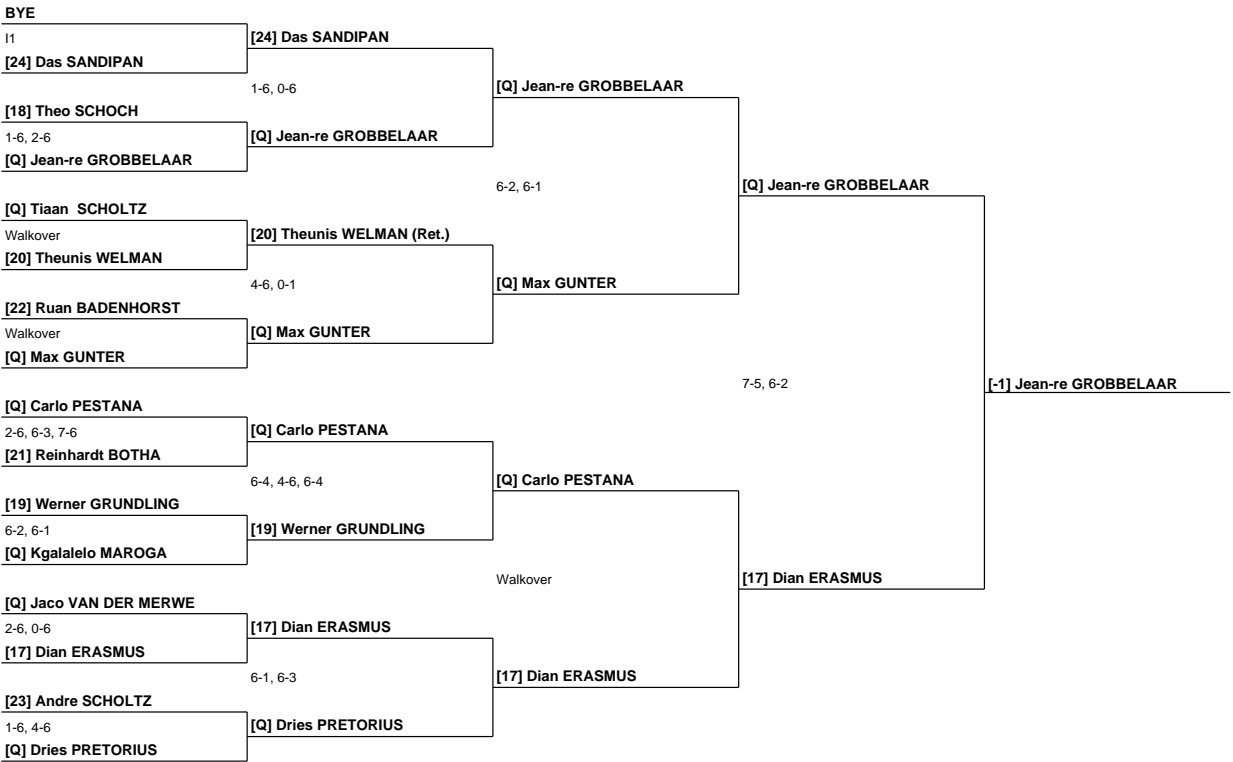 BYE
I1
[24] Das SANDIPAN
[24] Das SANDIPAN
1-6, 0-6
[Q] Jean-re GROBBELAAR
[18] Theo SCHOCH
1-6, 2-6
[Q] Jean-re GROBBELAAR
[Q] Jean-re GROBBELAAR
6-2, 6-1
[Q] Jean-re GROBBELAAR
[Q] Tiaan  SCHOLTZ
Walkover
[20] Theunis WELMAN
[20] Theunis WELMAN (Ret.)
4-6, 0-1
[Q] Max GUNTER
[22] Ruan BADENHORST
Walkover
[Q] Max GUNTER
[Q] Max GUNTER
7-5, 6-2
[-1] Jean-re GROBBELAAR
[Q] Carlo PESTANA
2-6, 6-3, 7-6
[21] Reinhardt BOTHA
[Q] Carlo PESTANA
6-4, 4-6, 6-4
[Q] Carlo PESTANA
[19] Werner GRUNDLING
6-2, 6-1
[Q] Kgalalelo MAROGA
[19] Werner GRUNDLING
Walkover
[17] Dian ERASMUS
[Q] Jaco VAN DER MERWE
2-6, 0-6
[17] Dian ERASMUS
[17] Dian ERASMUS
6-1, 6-3
[17] Dian ERASMUS
[23] Andre SCHOLTZ
1-6, 4-6
[Q] Dries PRETORIUS
[Q] Dries PRETORIUS